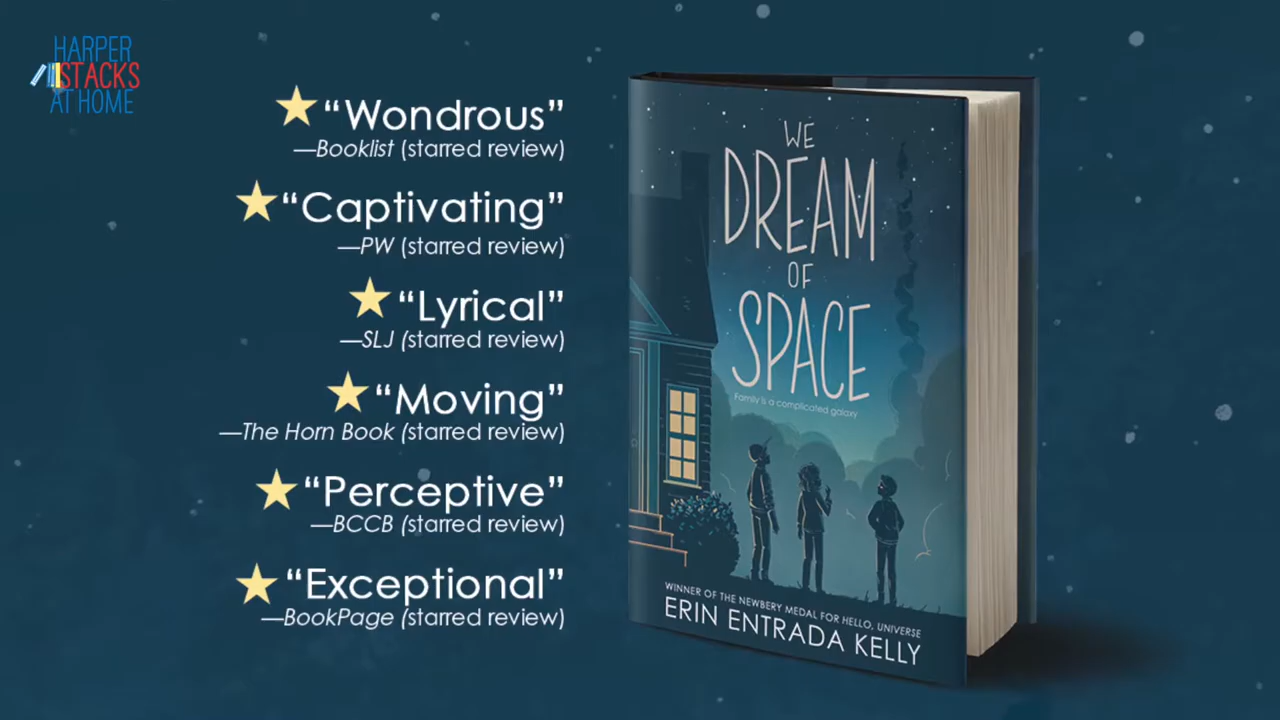 HARPER
STACKS
AT HOME
“Wondrous”
—Booklist (starred review)
“Captivating”
—PW (starred review)
“Lyrical”
—SLJ (starred review)
“Moving”
—The Horn Book (starred review)
“Perceptive”
—BCCB (starred review)
“Exceptional”
—BookPage (starred review)
WE
DREAM
OF
SPACE
Family is a complicated galaxy
WINNER OF THE NEWBERY MEDAL FOR HELLO, UNIVERSE
ERIN ENTRADA KELLY